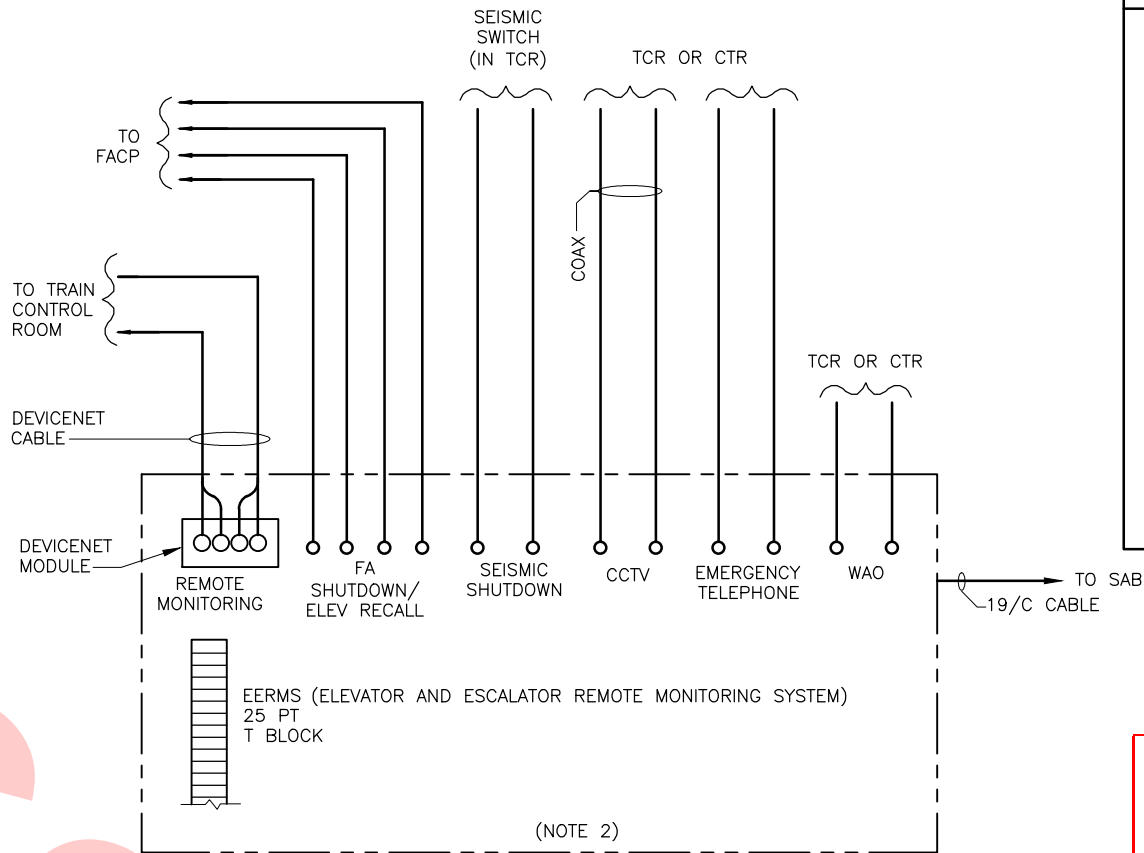 SEISMIC
SWITCH
(IN TCR)
TCR OR CTR
TO
FACP
COAX
TO TRAIN
CONTROL
ROOM
TCR OR CTR
DEVICENET
CABLE
DEVICENET
MODULE
REMOTE
MONITORING
FA
SHUTDOWN/
ELEV RECALL
SEISMIC
SHUTDOWN
CCTV
EMERGENCY
TELEPHONE
WAO
TO SAB
19/C CABLE
EERMS (ELEVATOR AND ESCALATOR REMOTE MONITORING SYSTEM)
25 PT
T BLOCK
(NOTE 2)